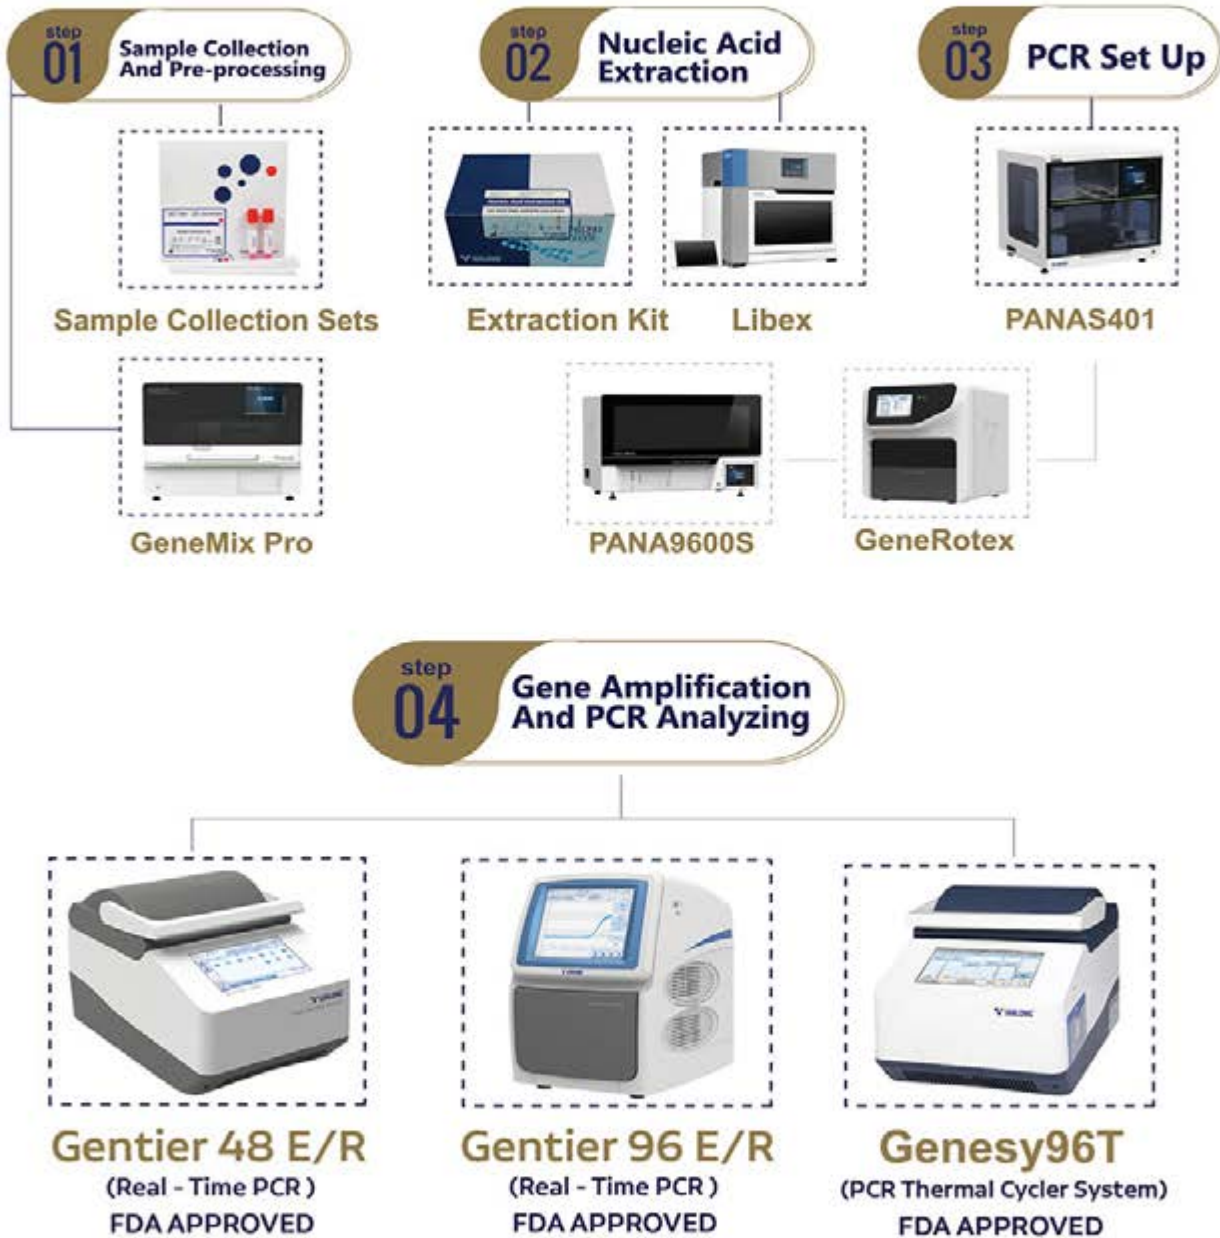 step
01
Sample Collection
And Pre-processing
step
02
Nucleic Acid
Extraction
step
03
PCR Set Up
Sample Collection Sets
Extraction Kit
Libex
PANAS401
GeneMix Pro
PANA9600S
GeneRotex
step
04
Gene Amplification
And PCR Analyzing
Gentier 48 E/R
(Real - Time PCR )
FDA APPROVED
Gentier 96 E/R
(Real - Time PCR )
FDA APPROVED
Genesy96T
(PCR Thermal Cycler System)
FDA APPROVED